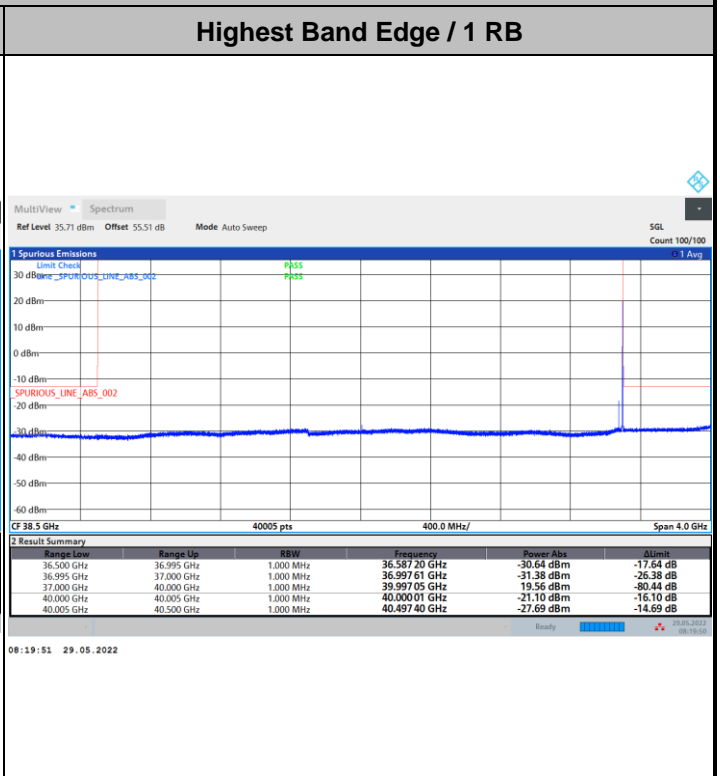 Highest Band Edge / 1 RB
MultiView Spectrum
Ref Level 35.71 dBm Offset 55.51 dB Mode Auto Sweep SGL
Count 100/100
1 Spurious Emissions 1 Avg
Limit Check PASS
30 dBm Line _SPURIOUS_LINE_ABS_002 PASS
20 dBm
10 dBm
0 dBm
-10 dBm
_SPURIOUS_LINE_ABS_002
-20 dBm
-30 dBm
-40 dBm
-50 dBm
-60 dBm
CF 38.5 GHz 40005 pts 400.0 MHz/ Span 4.0 GHz
2 Result Summary
Range Low Range Up RBW Frequency Power Abs ΔLimit
36.500 GHz 36.995 GHz 1.000 MHz 36.587 20 GHz -30.64 dBm -17.64 dB
36.995 GHz 37.000 GHz 1.000 MHz 36.997 61 GHz -31.38 dBm -26.38 dB
37.000 GHz 40.000 GHz 1.000 MHz 39.997 05 GHz 19.56 dBm -80.44 dB
40.000 GHz 40.005 GHz 1.000 MHz 40.000 01 GHz -21.10 dBm -16.10 dB
40.005 GHz 40.500 GHz 1.000 MHz 40.497 40 GHz -27.69 dBm -14.69 dB
Ready 29.05.2022
08:19:50
08:19:51 29.05.2022